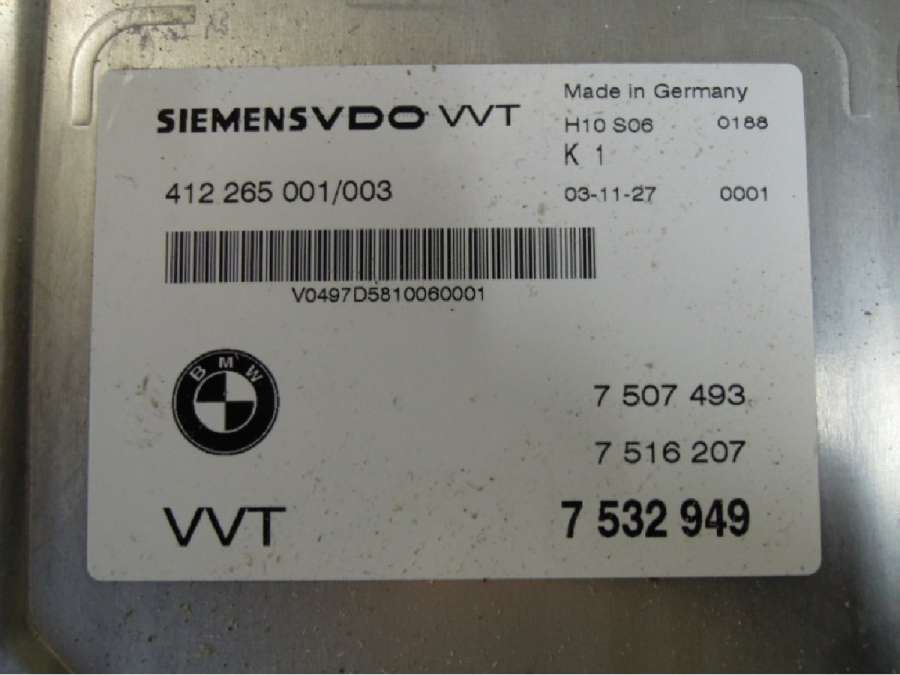 SIEMENSVDO VVT
Made in Germany
H10 S06 0188
K 1
412 265 001/003
03-11-27 0001
V0497D5810060001
BMW
7 507 493
7 516 207
VVT
7 532 949